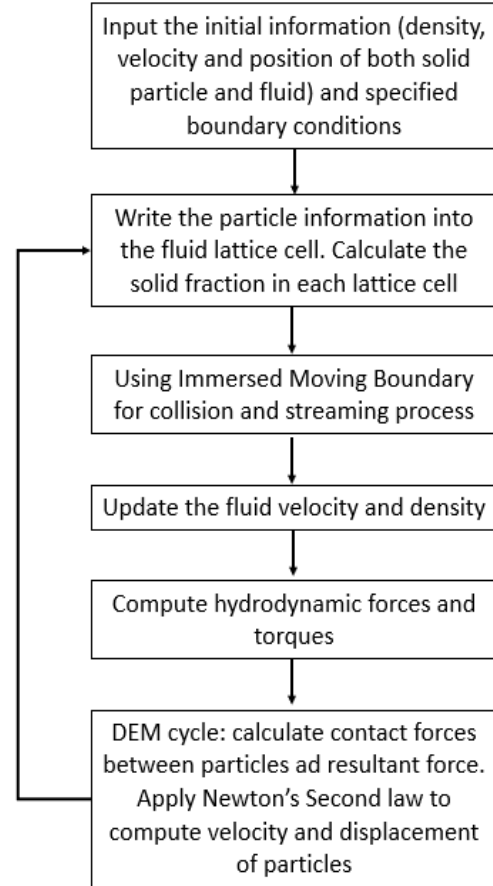 Input the initial information (density,
velocity and position of both solid
particle and fluid) and specified
boundary conditions
Write the particle information into
the fluid lattice cell. Calculate the
solid fraction in each lattice cell
Using Immersed Moving Boundary
for collision and streaming process
Update the fluid velocity and density
Compute hydrodynamic forces and
torques
DEM cycle: calculate contact forces
between particles ad resultant force.
Apply Newton’s Second law to
compute velocity and displacement
of particles